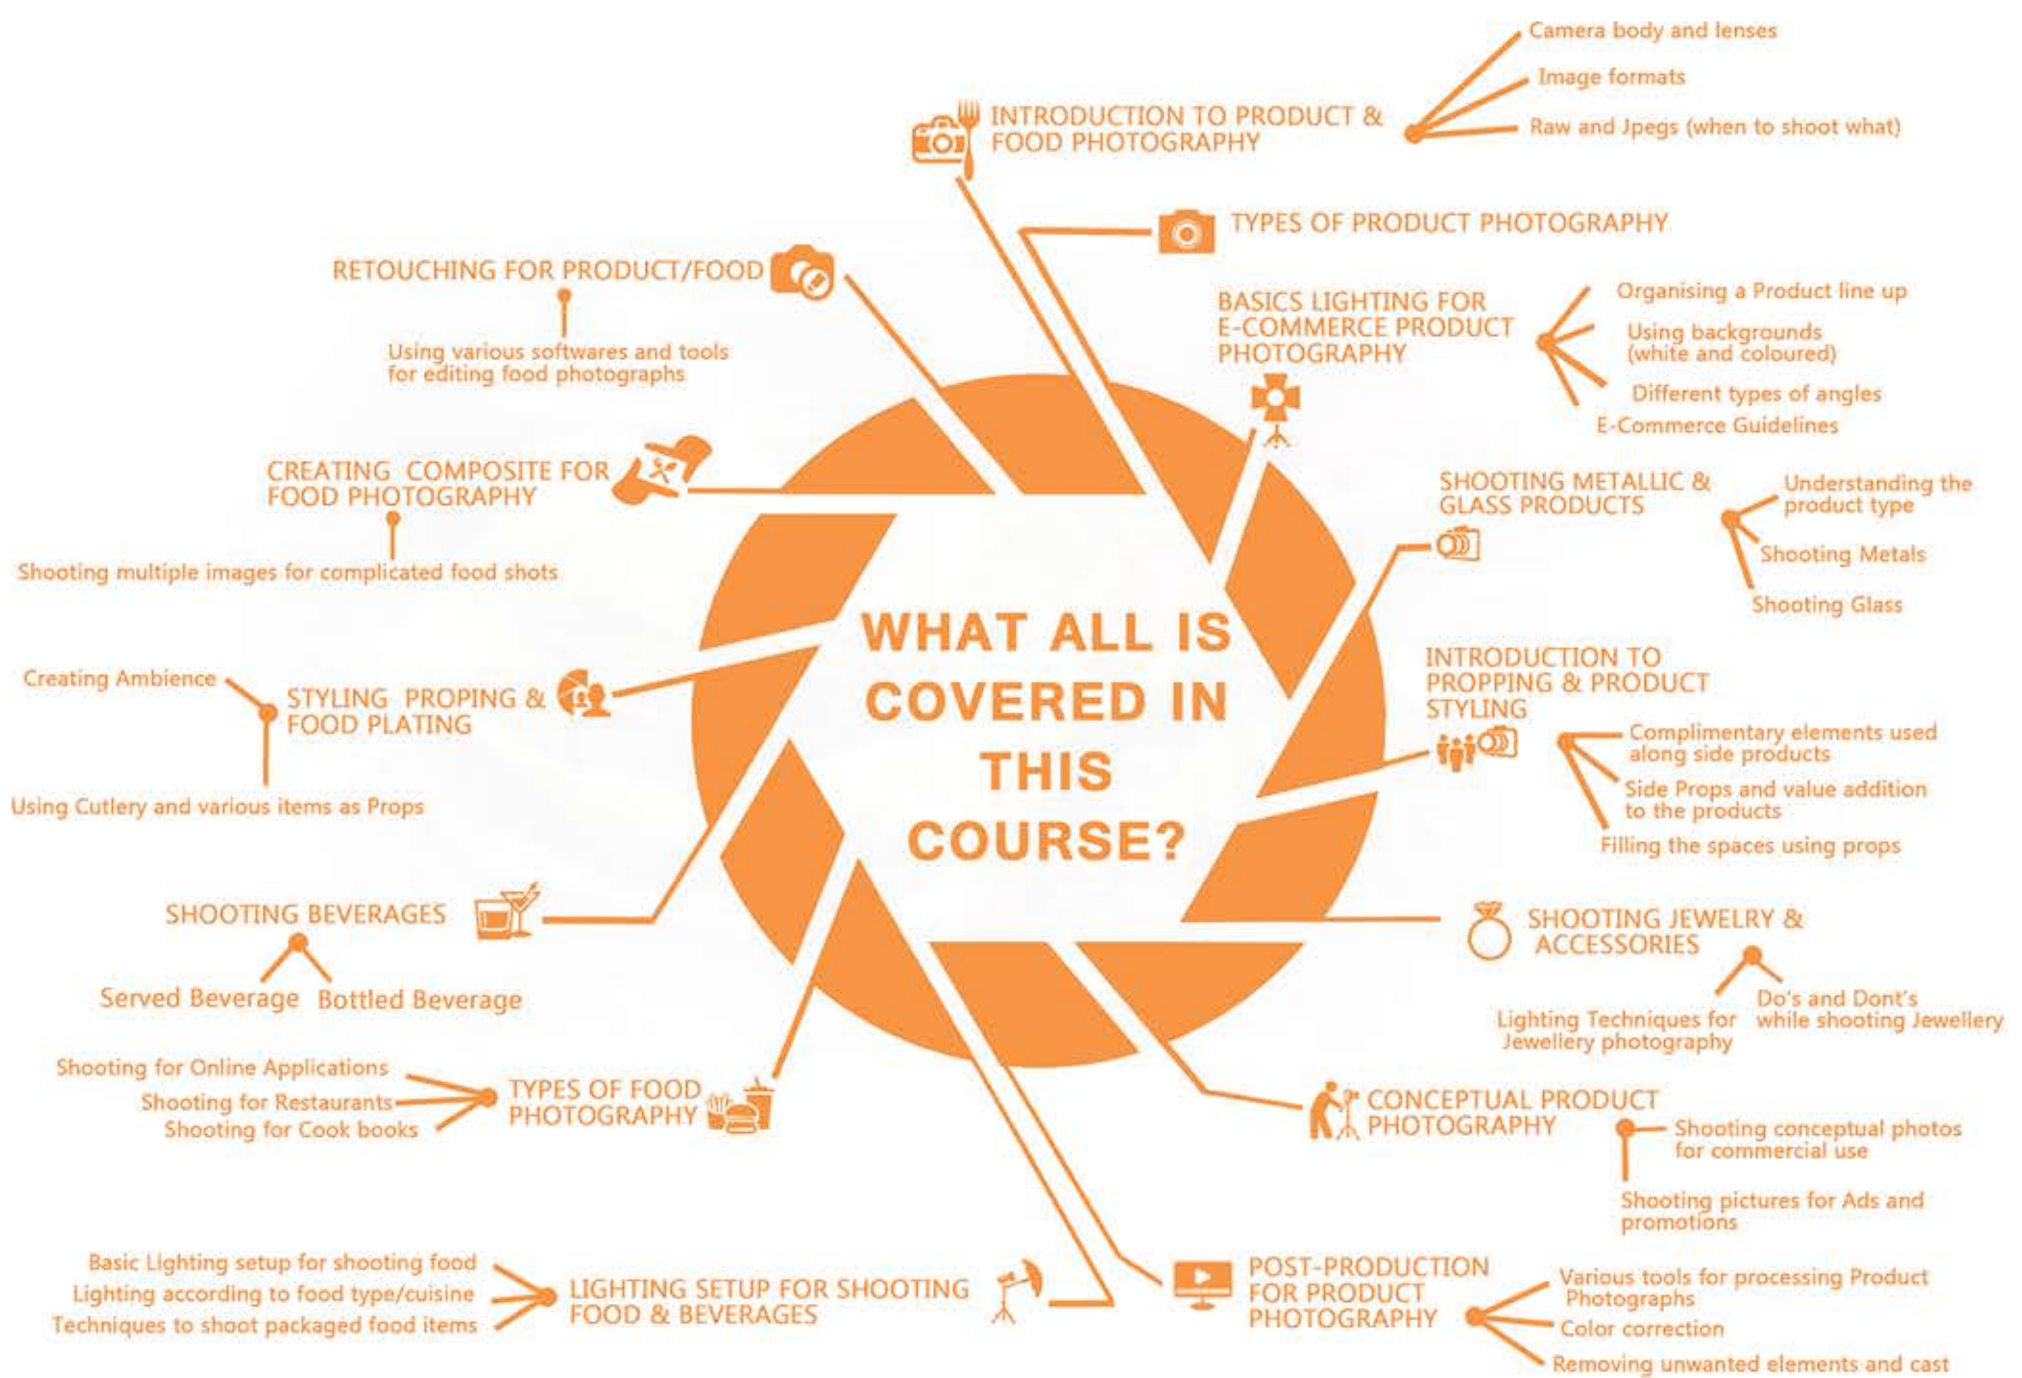 WHAT ALL IS
COVERED IN
THIS
COURSE?
INTRODUCTION TO PRODUCT &
FOOD PHOTOGRAPHY
Camera body and lenses
Image formats
Raw and Jpegs (when to shoot what)
TYPES OF PRODUCT PHOTOGRAPHY
BASICS LIGHTING FOR
E-COMMERCE PRODUCT
PHOTOGRAPHY
Organising a Product line up
Using backgrounds
(white and coloured)
Different types of angles
E-Commerce Guidelines
SHOOTING METALLIC &
GLASS PRODUCTS
Understanding the
product type
Shooting Metals
Shooting Glass
INTRODUCTION TO
PROPPING & PRODUCT
STYLING
Complimentary elements used
along side products
Side Props and value addition
to the products
Filling the spaces using props
SHOOTING JEWELRY &
ACCESSORIES
Lighting Techniques for
Jewellery photography
Do's and Dont's
while shooting Jewellery
CONCEPTUAL PRODUCT
PHOTOGRAPHY
Shooting conceptual photos
for commercial use
Shooting pictures for Ads and
promotions
POST-PRODUCTION
FOR PRODUCT
PHOTOGRAPHY
Various tools for processing Product
Photographs
Color correction
Removing unwanted elements and cast
LIGHTING SETUP FOR SHOOTING
FOOD & BEVERAGES
Basic Lighting setup for shooting food
Lighting according to food type/cuisine
Techniques to shoot packaged food items
TYPES OF FOOD
PHOTOGRAPHY
Shooting for Online Applications
Shooting for Restaurants
Shooting for Cook books
SHOOTING BEVERAGES
Served Beverage
Bottled Beverage
STYLING PROPING &
FOOD PLATING
Creating Ambience
Using Cutlery and various items as Props
CREATING COMPOSITE FOR
FOOD PHOTOGRAPHY
Shooting multiple images for complicated food shots
RETOUCHING FOR PRODUCT/FOOD
Using various softwares and tools
for editing food photographs